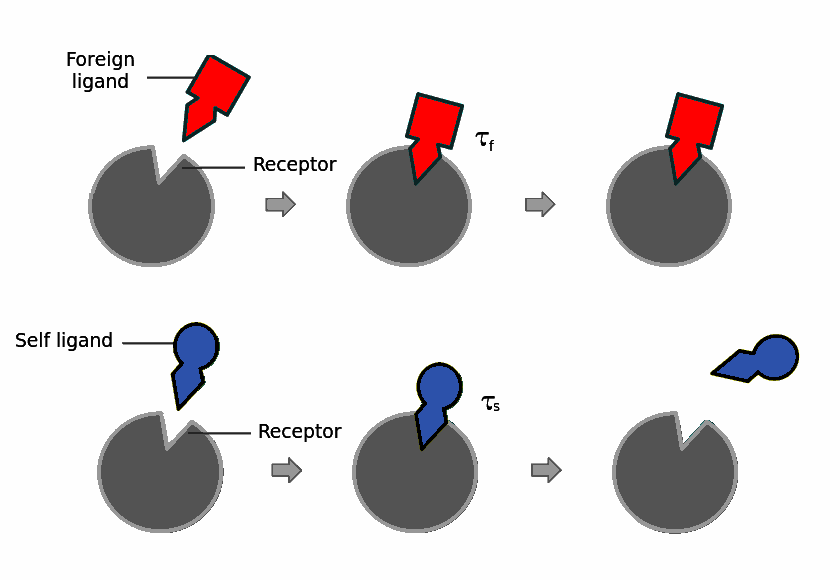 Foreign
ligand
Receptor
τf
Self ligand
Receptor
τs